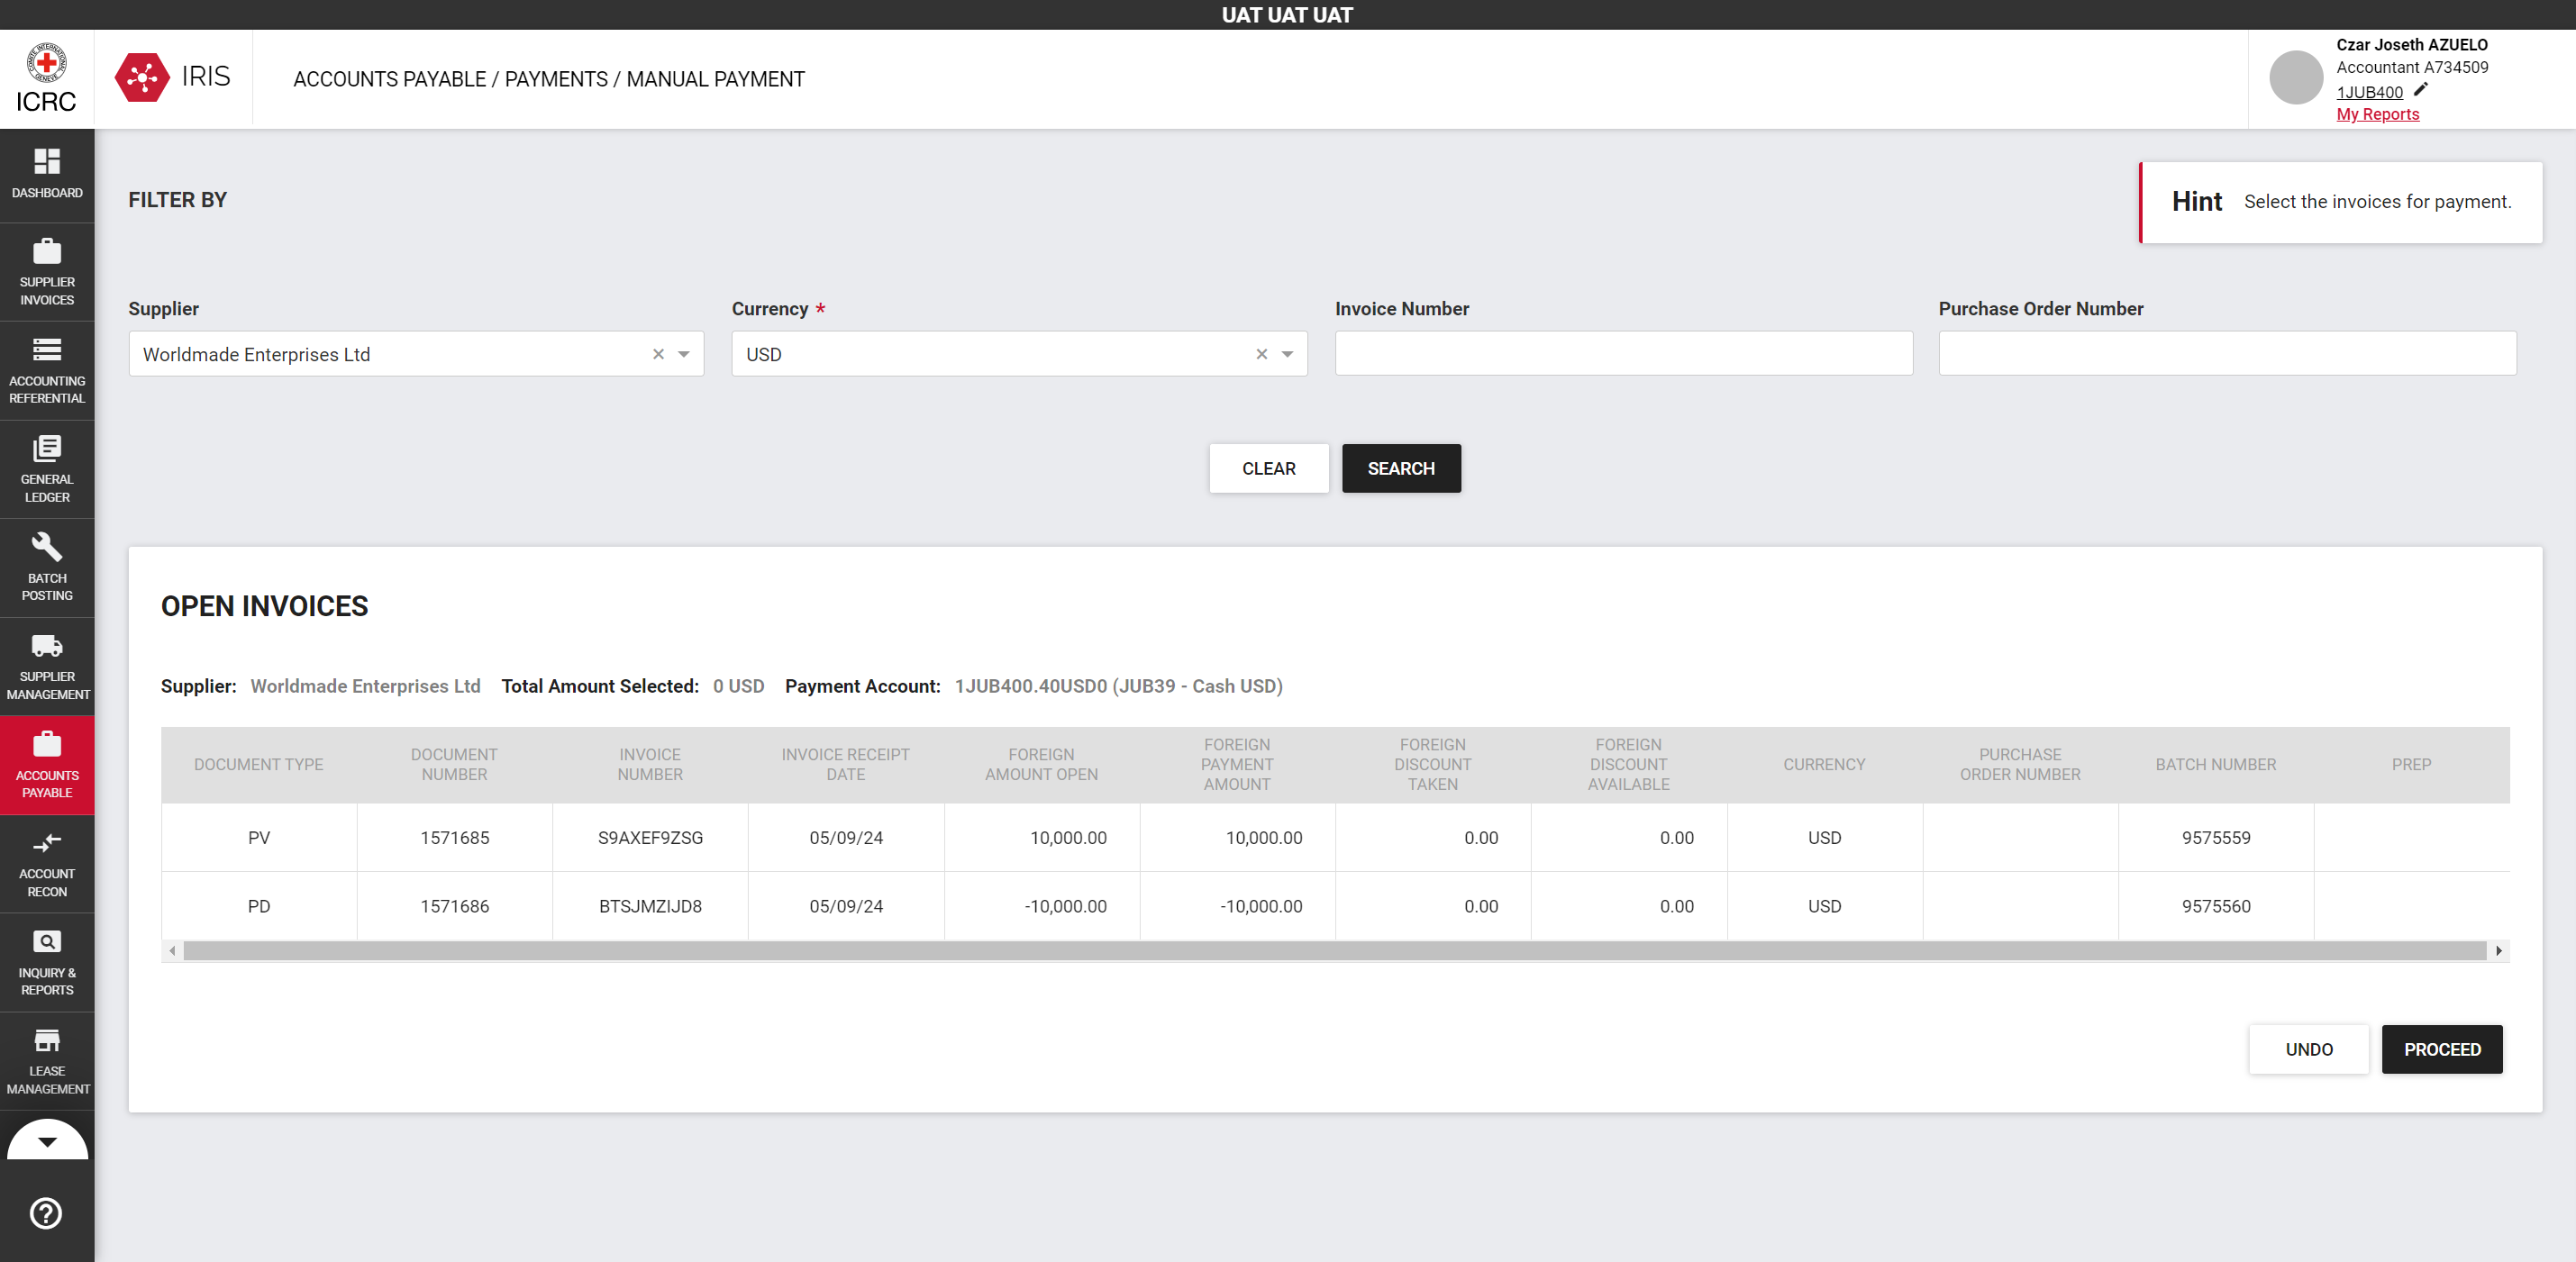 UAT UAT UAT
ICRC
IRIS
ACCOUNTS PAYABLE / PAYMENTS / MANUAL PAYMENT
Czar Joseth AZUELO
Accountant A734509
1JUB400
My Reports
DASHBOARD
SUPPLIER INVOICES
ACCOUNTING REFERENTIAL
GENERAL LEDGER
BATCH POSTING
SUPPLIER MANAGEMENT
ACCOUNTS PAYABLE
ACCOUNT RECON
INQUIRY & REPORTS
LEASE MANAGEMENT
FILTER BY
Hint Select the invoices for payment.
Supplier Currency * Invoice Number Purchase Order Number
Worldmade Enterprises Ltd USD
CLEAR SEARCH
OPEN INVOICES
Supplier: Worldmade Enterprises Ltd Total Amount Selected: 0 USD Payment Account: 1JUB400.40USD0 (JUB39 - Cash USD)
DOCUMENT TYPE DOCUMENT NUMBER INVOICE NUMBER INVOICE RECEIPT DATE FOREIGN AMOUNT OPEN FOREIGN PAYMENT AMOUNT FOREIGN DISCOUNT TAKEN FOREIGN DISCOUNT AVAILABLE CURRENCY PURCHASE ORDER NUMBER BATCH NUMBER PREP
PV 1571685 S9AXEF9ZSG 05/09/24 10,000.00 10,000.00 0.00 0.00 USD 9575559
PD 1571686 BTSJMZIJD8 05/09/24 -10,000.00 -10,000.00 0.00 0.00 USD 9575560
UNDO PROCEED